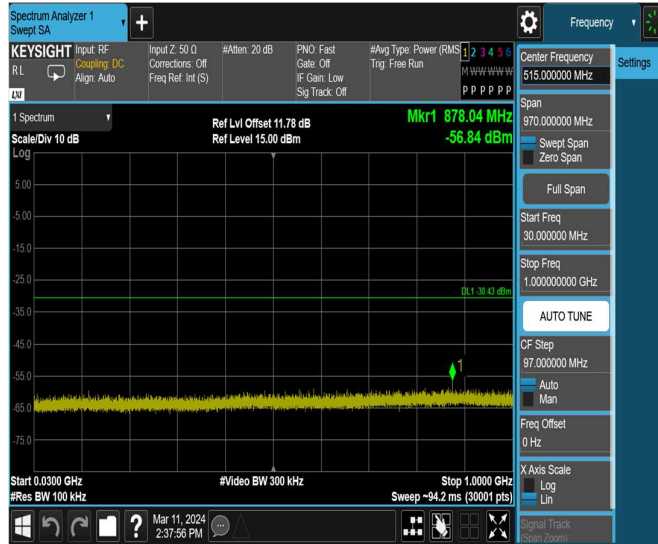 Spectrum Analyzer 1
Swept SA
Frequency
KEYSIGHT
RL
LXI
Input: RF
Coupling: DC
Align: Auto
Input Z: 50 Ω
Corrections: Off
Freq Ref: Int (S)
#Atten: 20 dB
PNO: Fast
Gate: Off
IF Gain: Low
Sig Track: Off
#Avg Type: Power (RMS
Trig: Free Run
1 2 3 4 5 6
M W W W W W
P P P P P P
1 Spectrum
Scale/Div 10 dB
Ref Lvl Offset 11.78 dB
Ref Level 15.00 dBm
Mkr1 878.04 MHz
-56.84 dBm
Log
5.00
-5.00
-15.0
-25.0
-35.0
-45.0
-55.0
-65.0
-75.0
DL1 -30.43 dBm
1
Start 0.0300 GHz
#Res BW 100 kHz
#Video BW 300 kHz
Stop 1.0000 GHz
Sweep ~94.2 ms (30001 pts)
?
Mar 11, 2024
2:37:56 PM
Center Frequency
515.000000 MHz
Settings
Span
970.000000 MHz
Swept Span
Zero Span
Full Span
Start Freq
30.000000 MHz
Stop Freq
1.000000000 GHz
AUTO TUNE
CF Step
97.000000 MHz
Auto
Man
Freq Offset
0 Hz
X Axis Scale
Log
Lin
Signal Track
(Span Zoom)